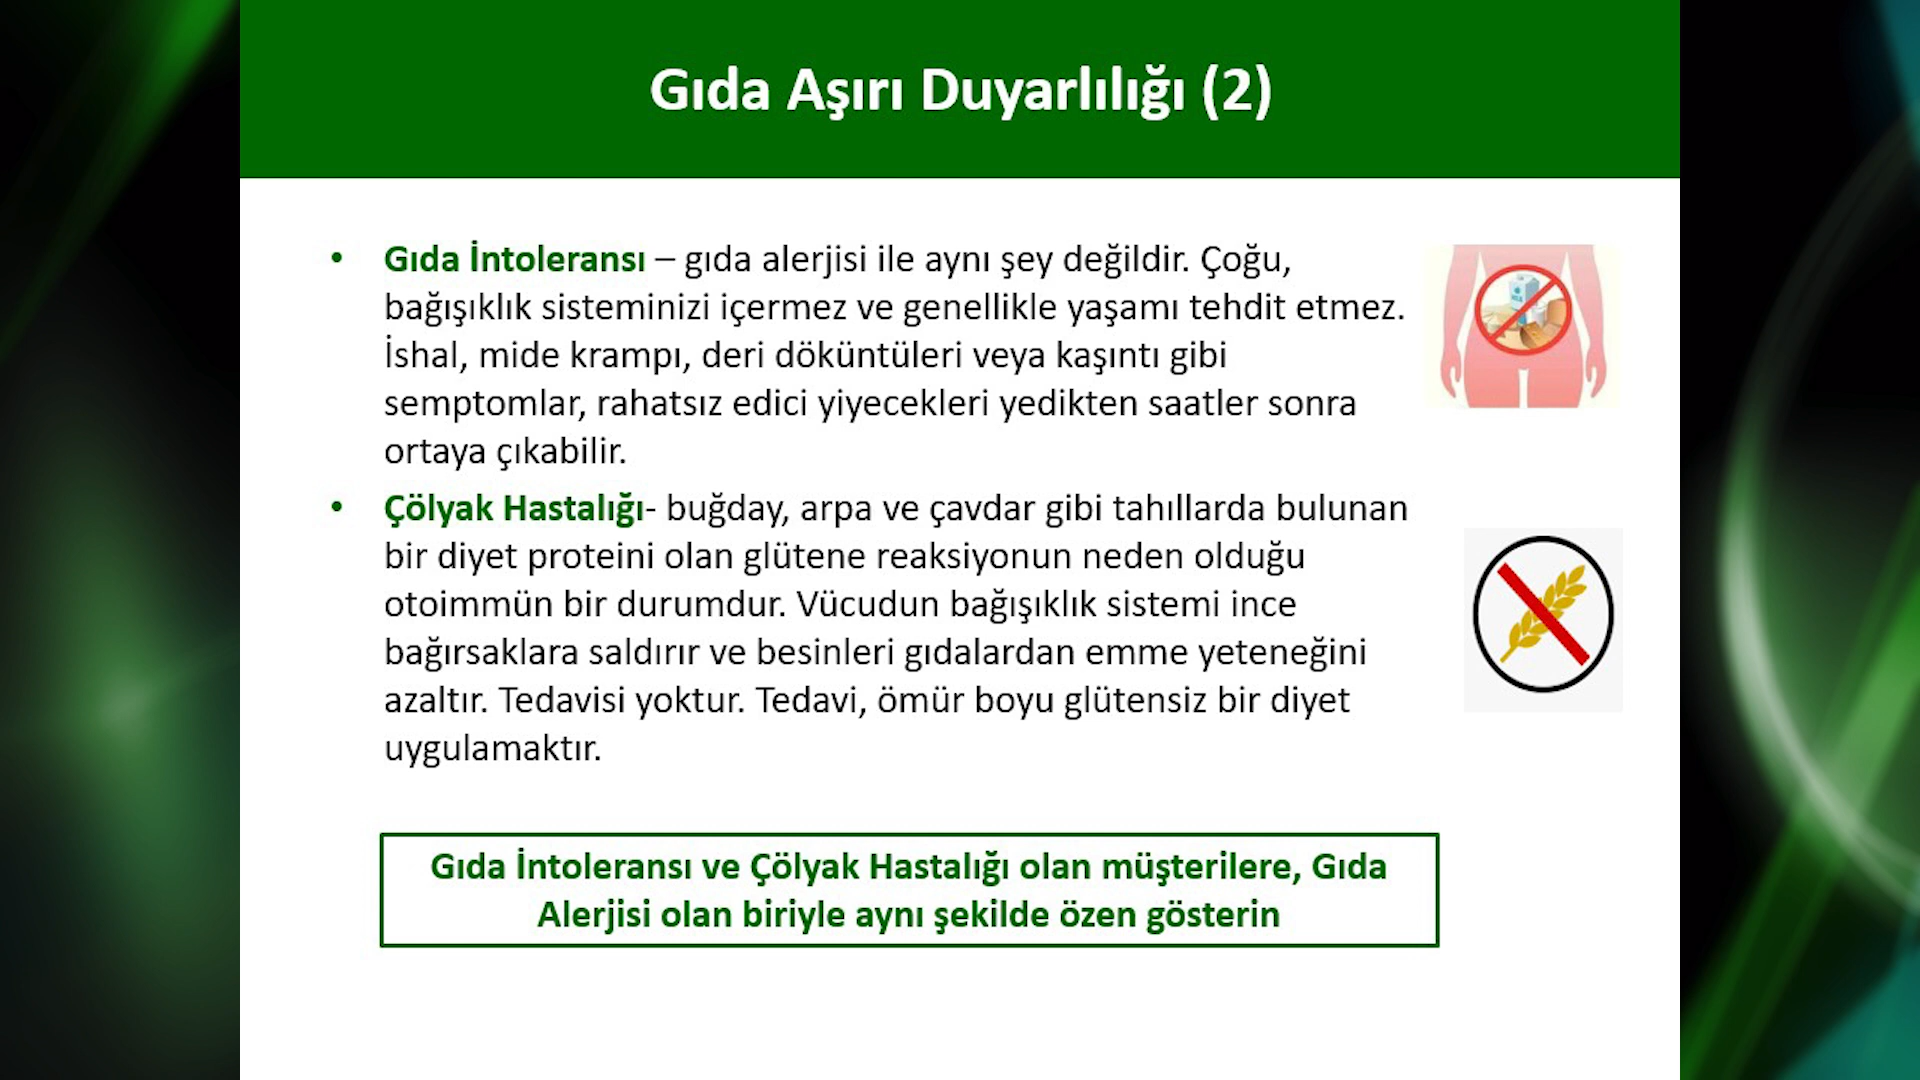 Gıda Aşırı Duyarlılığı (2)
• Gıda İntoleransı – gıda alerjisi ile aynı şey değildir. Çoğu,
bağışıklık sisteminizi içermez ve genellikle yaşamı tehdit etmez.
İshal, mide krampı, deri döküntüleri veya kaşıntı gibi
semptomlar, rahatsız edici yiyecekleri yedikten saatler sonra
ortaya çıkabilir.
• Çölyak Hastalığı- buğday, arpa ve çavdar gibi tahıllarda bulunan
bir diyet proteini olan glütene reaksiyonun neden olduğu
otoimmün bir durumdur. Vücudun bağışıklık sistemi ince
bağırsaklara saldırır ve besinleri gıdalardan emme yeteneğini
azaltır. Tedavisi yoktur. Tedavi, ömür boyu glütensiz bir diyet
uygulamaktır.
Gıda İntoleransı ve Çölyak Hastalığı olan müşterilere, Gıda
Alerjisi olan biriyle aynı şekilde özen gösterin